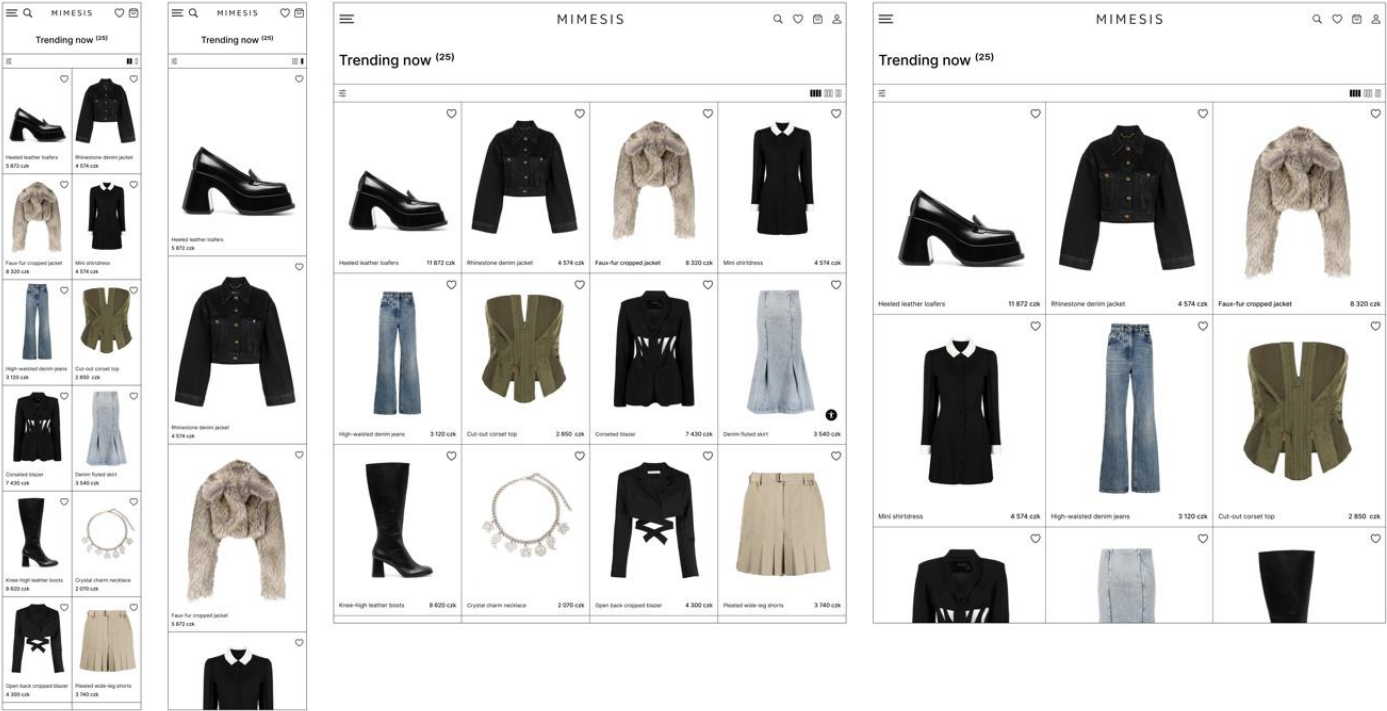 MIMESIS
Trending now (25)
Heeled leather loafers
5 872 czk
Rhinestone denim jacket
4 574 czk
Faux-fur cropped jacket
8 320 czk
Mini shirtdress
4 574 czk
High-waisted denim jeans
3 120 czk
Cut-out corset top
2 850 czk
Corseted blazer
7 430 czk
Denim fluted skirt
3 540 czk
Knee-high leather boots
8 620 czk
Crystal charm necklace
2 070 czk
Open back cropped blazer
4 300 czk
Pleated wide-leg shorts
3 740 czk
MIMESIS
Trending now (25)
Heeled leather loafers
5 872 czk
Rhinestone denim jacket
4 574 czk
Faux-fur cropped jacket
5 872 czk
MIMESIS
Trending now (25)
Heeled leather loafers 11 872 czk
Rhinestone denim jacket 4 574 czk
Faux-fur cropped jacket 8 320 czk
Mini shirtdress 4 574 czk
High-waisted denim jeans 3 120 czk
Cut-out corset top 2 850 czk
Corseted blazer 7 430 czk
Denim fluted skirt 3 540 czk
Knee-high leather boots 8 620 czk
Crystal charm necklace 2 070 czk
Open back cropped blazer 4 300 czk
Pleated wide-leg shorts 3 740 czk
MIMESIS
Trending now (25)
Heeled leather loafers 11 872 czk
Rhinestone denim jacket 4 574 czk
Faux-fur cropped jacket 8 320 czk
Mini shirtdress 4 574 czk
High-waisted denim jeans 3 120 czk
Cut-out corset top 2 850 czk